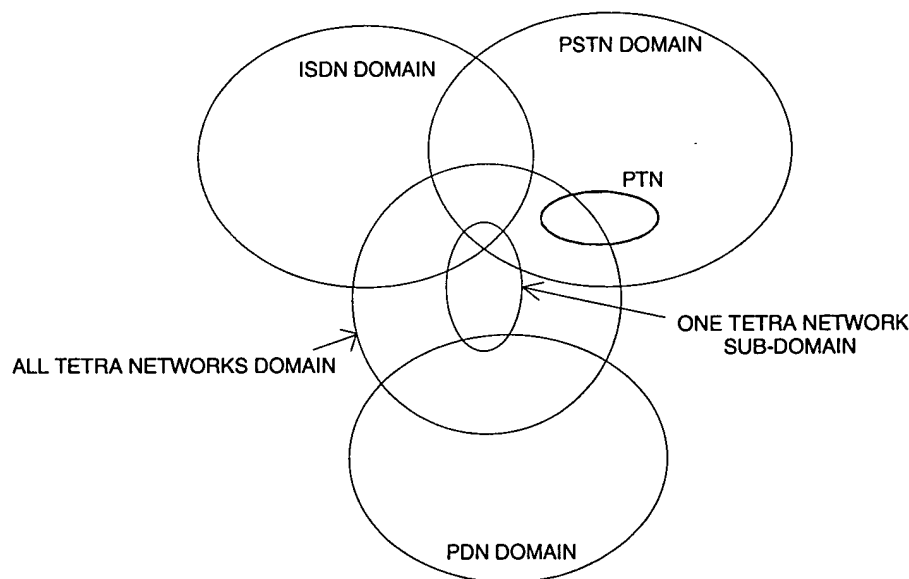 PSTN DOMAIN
ISDN DOMAIN
PTN
ONE TETRA NETWORK
SUB-DOMAIN
ALL TETRA NETWORKS DOMAIN
PDN DOMAIN